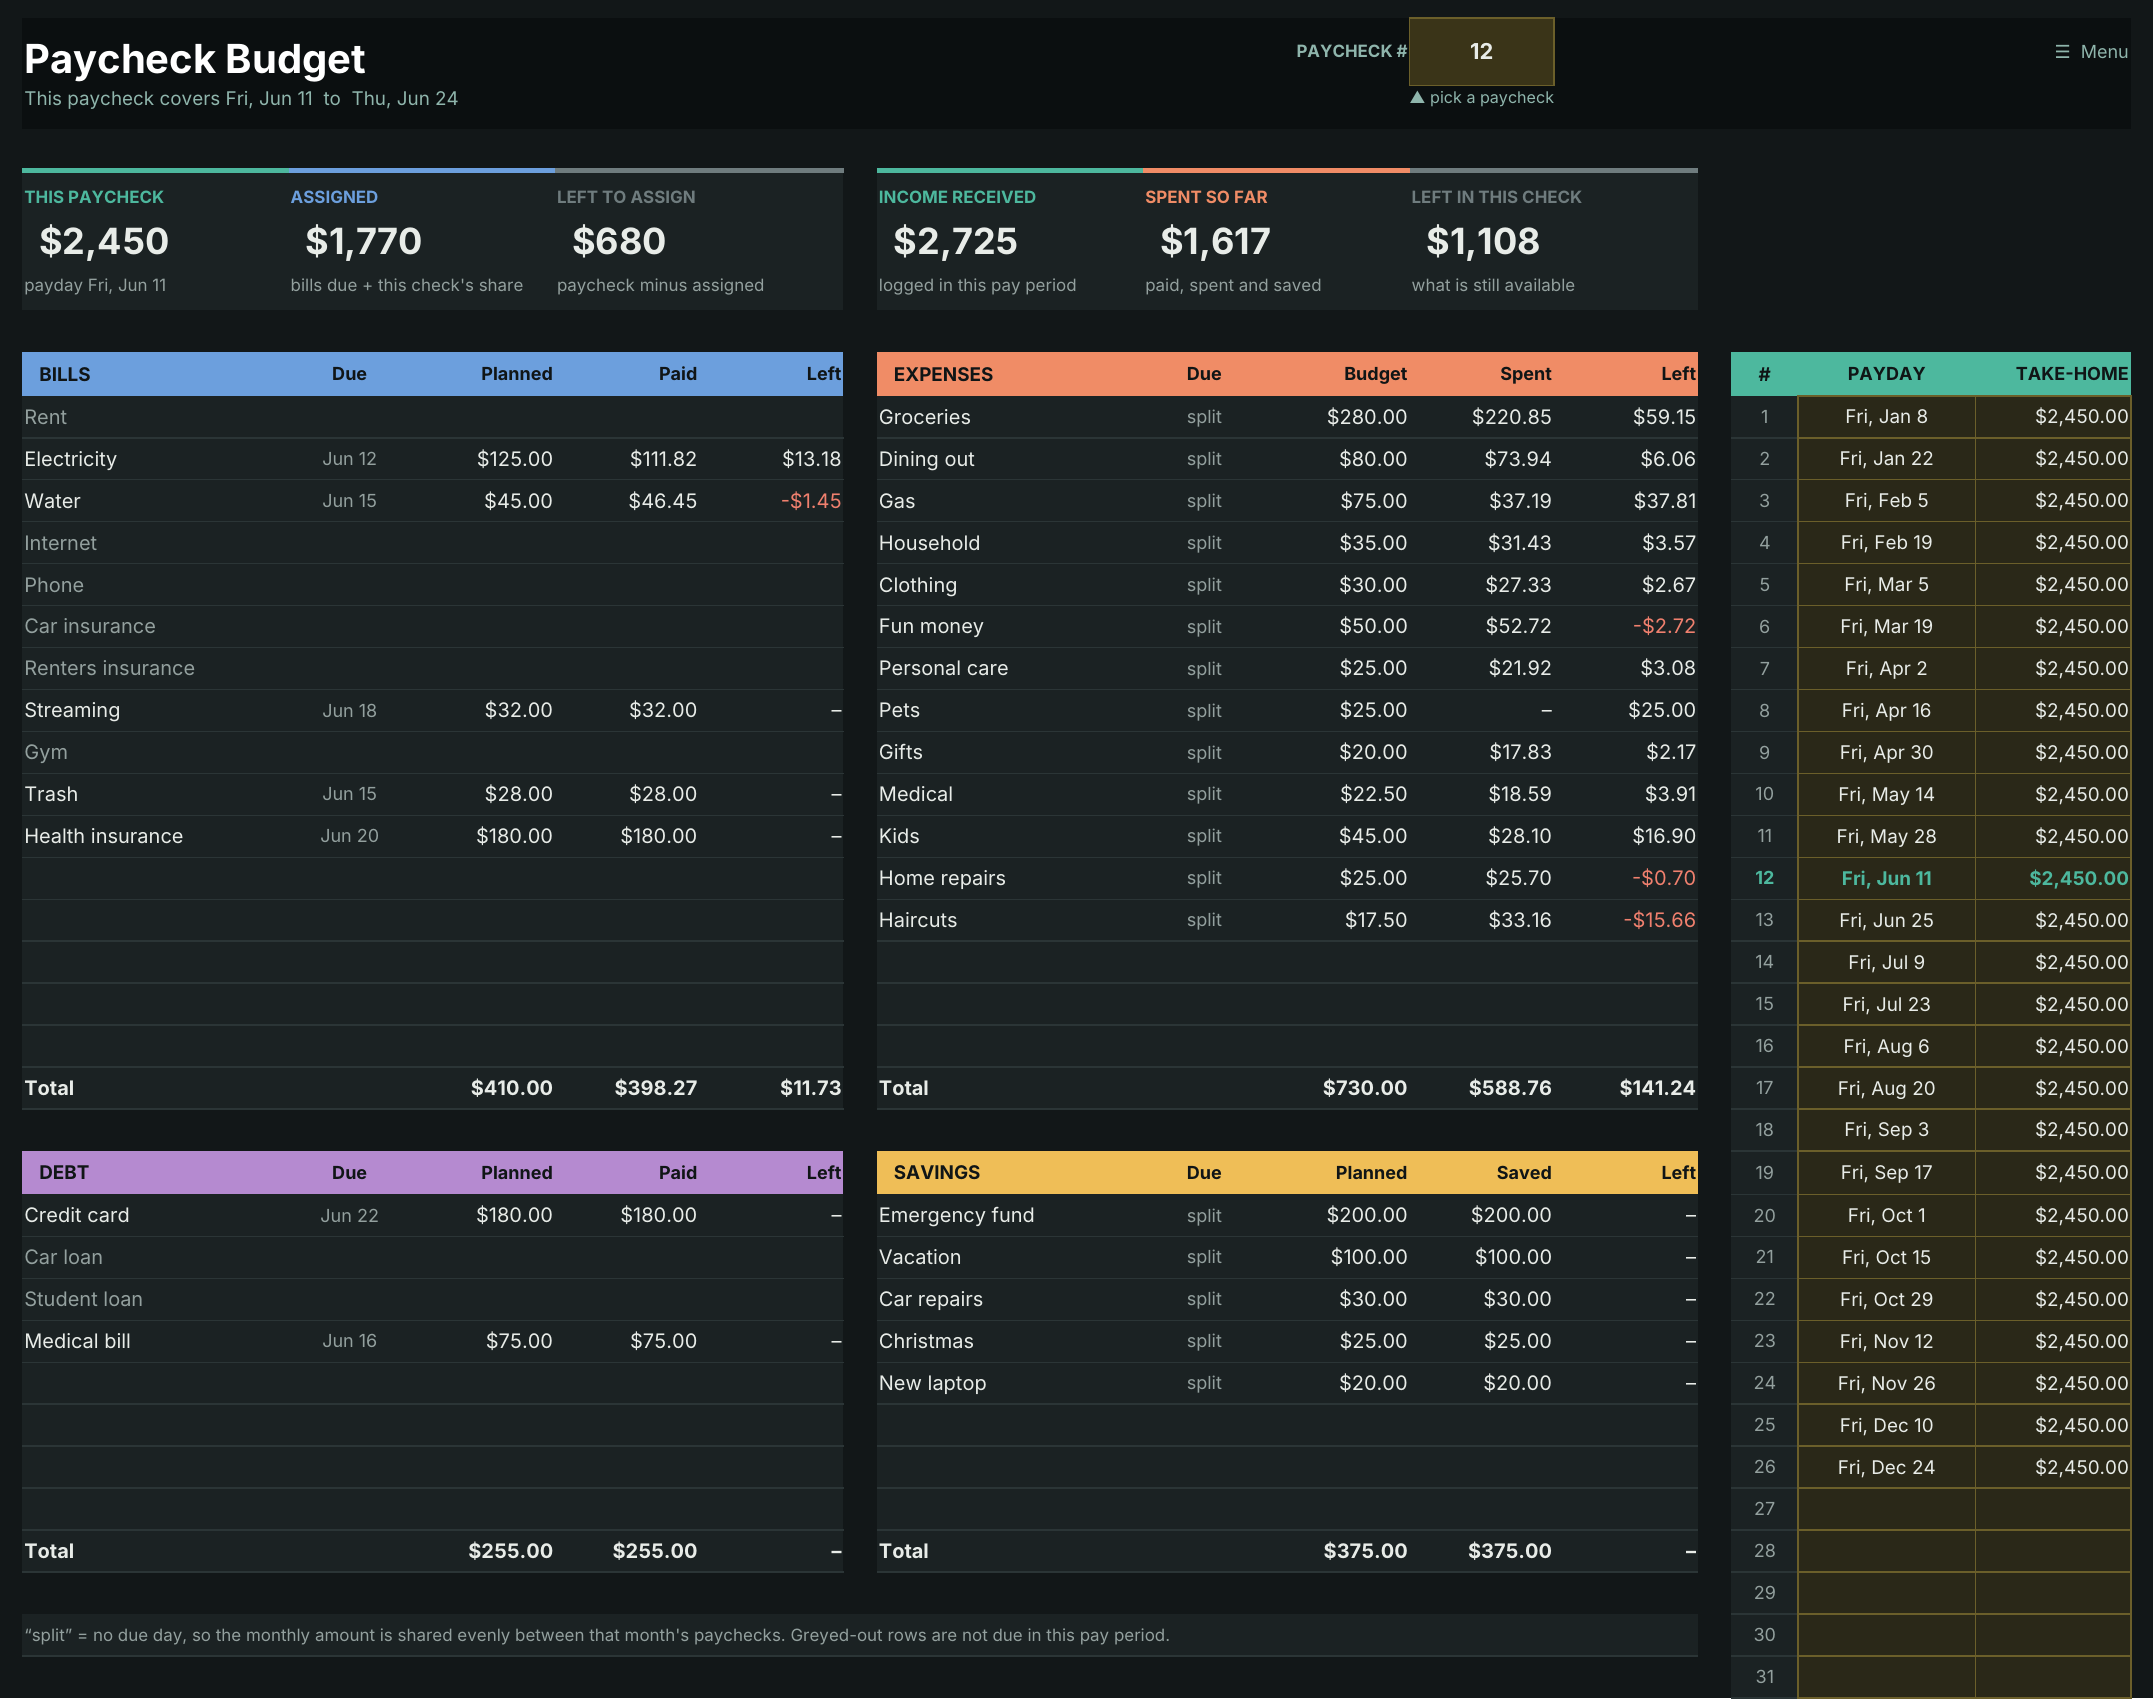 Paycheck Budget
This paycheck covers Fri, Jun 11 to Thu, Jun 24
PAYCHECK # 12
▲ pick a paycheck
☰ Menu
THIS PAYCHECK ASSIGNED LEFT TO ASSIGN
$2,450 $1,770 $680
payday Fri, Jun 11 bills due + this check's share paycheck minus assigned
INCOME RECEIVED SPENT SO FAR LEFT IN THIS CHECK
$2,725 $1,617 $1,108
logged in this pay period paid, spent and saved what is still available
BILLS Due Planned Paid Left
Rent
Electricity Jun 12 $125.00 $111.82 $13.18
Water Jun 15 $45.00 $46.45 -$1.45
Internet
Phone
Car insurance
Renters insurance
Streaming Jun 18 $32.00 $32.00 –
Gym
Trash Jun 15 $28.00 $28.00 –
Health insurance Jun 20 $180.00 $180.00 –
Total $410.00 $398.27 $11.73
EXPENSES Due Budget Spent Left
Groceries split $280.00 $220.85 $59.15
Dining out split $80.00 $73.94 $6.06
Gas split $75.00 $37.19 $37.81
Household split $35.00 $31.43 $3.57
Clothing split $30.00 $27.33 $2.67
Fun money split $50.00 $52.72 -$2.72
Personal care split $25.00 $21.92 $3.08
Pets split $25.00 – $25.00
Gifts split $20.00 $17.83 $2.17
Medical split $22.50 $18.59 $3.91
Kids split $45.00 $28.10 $16.90
Home repairs split $25.00 $25.70 -$0.70
Haircuts split $17.50 $33.16 -$15.66
Total $730.00 $588.76 $141.24
DEBT Due Planned Paid Left
Credit card Jun 22 $180.00 $180.00 –
Car loan
Student loan
Medical bill Jun 16 $75.00 $75.00 –
Total $255.00 $255.00 –
SAVINGS Due Planned Saved Left
Emergency fund split $200.00 $200.00 –
Vacation split $100.00 $100.00 –
Car repairs split $30.00 $30.00 –
Christmas split $25.00 $25.00 –
New laptop split $20.00 $20.00 –
Total $375.00 $375.00 –
“split” = no due day, so the monthly amount is shared evenly between that month's paychecks. Greyed-out rows are not due in this pay period.
# PAYDAY TAKE-HOME
1 Fri, Jan 8 $2,450.00
2 Fri, Jan 22 $2,450.00
3 Fri, Feb 5 $2,450.00
4 Fri, Feb 19 $2,450.00
5 Fri, Mar 5 $2,450.00
6 Fri, Mar 19 $2,450.00
7 Fri, Apr 2 $2,450.00
8 Fri, Apr 16 $2,450.00
9 Fri, Apr 30 $2,450.00
10 Fri, May 14 $2,450.00
11 Fri, May 28 $2,450.00
12 Fri, Jun 11 $2,450.00
13 Fri, Jun 25 $2,450.00
14 Fri, Jul 9 $2,450.00
15 Fri, Jul 23 $2,450.00
16 Fri, Aug 6 $2,450.00
17 Fri, Aug 20 $2,450.00
18 Fri, Sep 3 $2,450.00
19 Fri, Sep 17 $2,450.00
20 Fri, Oct 1 $2,450.00
21 Fri, Oct 15 $2,450.00
22 Fri, Oct 29 $2,450.00
23 Fri, Nov 12 $2,450.00
24 Fri, Nov 26 $2,450.00
25 Fri, Dec 10 $2,450.00
26 Fri, Dec 24 $2,450.00
27
28
29
30
31